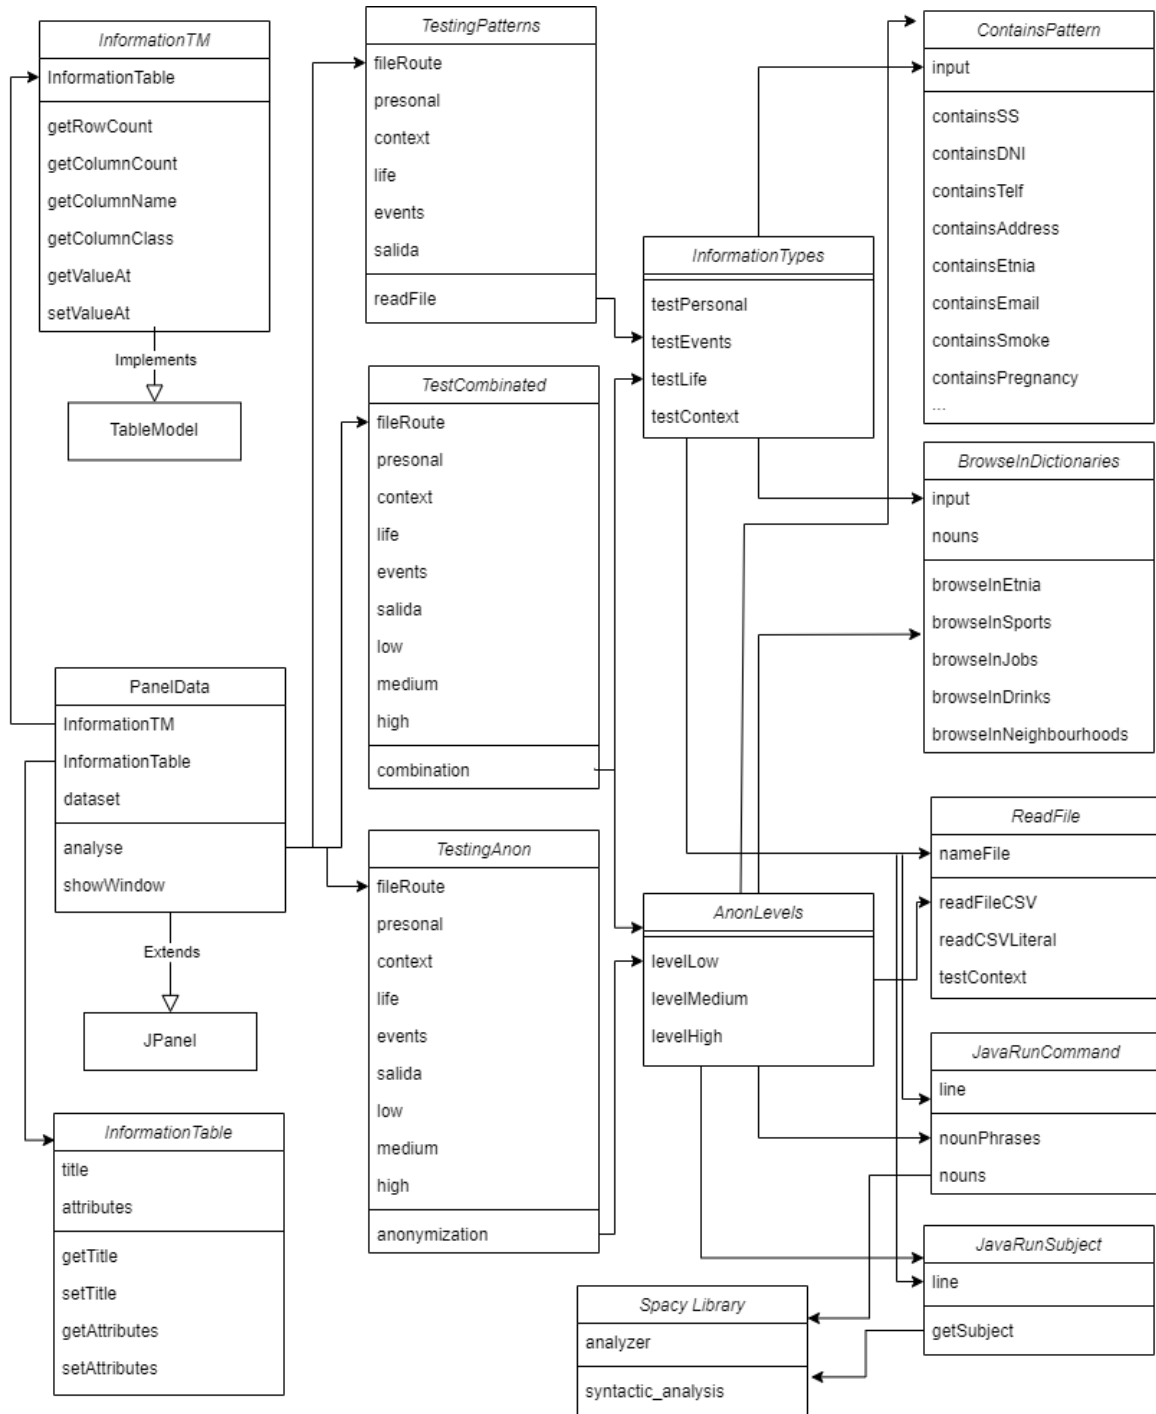 InformationTM
InformationTable
getRowCount
getColumnCount
getColumnName
getColumnClass
getValueAt
setValueAt
Implements
TableModel
PanelData
InformationTM
InformationTable
dataset
analyse
showWindow
Extends
JPanel
InformationTable
title
attributes
getTitle
setTitle
getAttributes
setAttributes
TestingPatterns
fileRoute
presonal
context
life
events
salida
readFile
TestCombinated
fileRoute
presonal
context
life
events
salida
low
medium
high
combination
TestingAnon
fileRoute
presonal
context
life
events
salida
low
medium
high
anonymization
InformationTypes
testPersonal
testEvents
testLife
testContext
AnonLevels
levelLow
levelMedium
levelHigh
Spacy Library
analyzer
syntactic_analysis
ContainsPattern
input
containsSS
containsDNI
containsTelf
containsAddress
containsEtnia
containsEmail
containsSmoke
containsPregnancy
...
BrowseInDictionaries
input
nouns
browseInEtnia
browseInSports
browseInJobs
browseInDrinks
browseInNeighbourhoods
ReadFile
nameFile
readFileCSV
readCSVLiteral
testContext
JavaRunCommand
line
nounPhrases
nouns
JavaRunSubject
line
getSubject